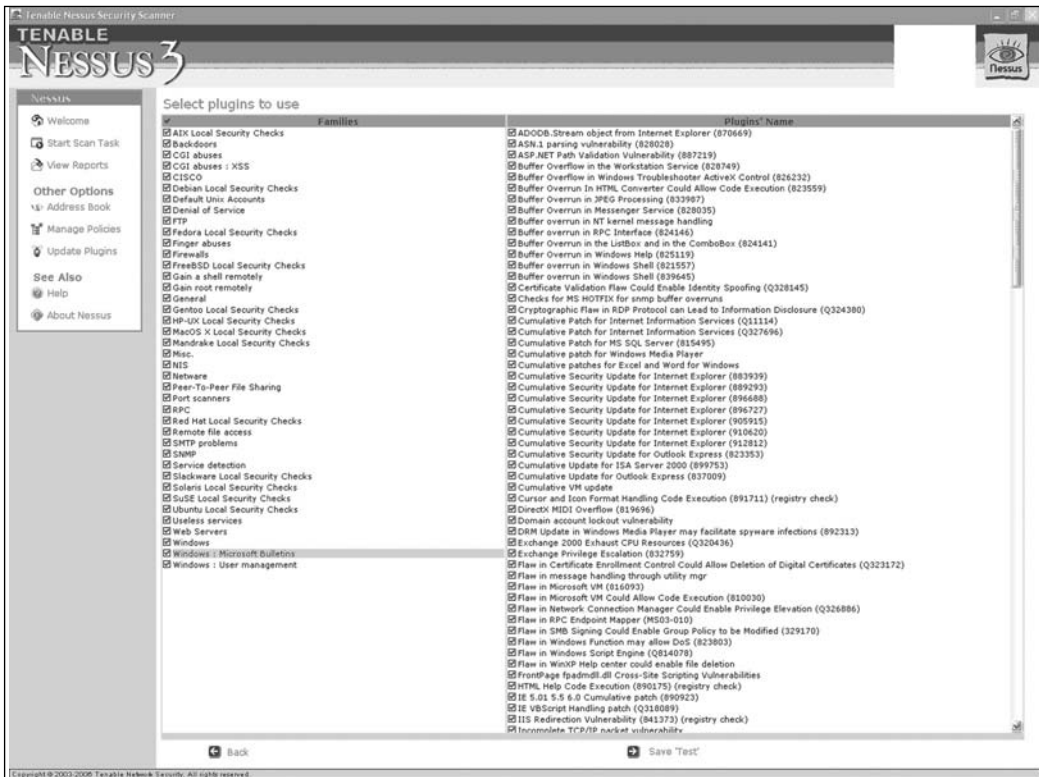 Tenable Nessus Security Scanner
TENABLE
NESSUS 3
Nessus
Nessus
Welcome
Start Scan Task
View Reports
Other Options
Address Book
Manage Policies
Update Plugins
See Also
Help
About Nessus
Select plugins to use
Families
AIX Local Security Checks
Backdoors
CGI abuses
CGI abuses : XSS
CISCO
Debian Local Security Checks
Default Unix Accounts
Denial of Service
FTP
Fedora Local Security Checks
Finger abuses
Firewalls
FreeBSD Local Security Checks
Gain a shell remotely
Gain root remotely
General
Gentoo Local Security Checks
HP-UX Local Security Checks
MacOS X Local Security Checks
Mandrake Local Security Checks
Misc.
NIS
Netware
Peer-To-Peer File Sharing
Port scanners
RPC
Red Hat Local Security Checks
Remote file access
SMTP problems
SNMP
Service detection
Slackware Local Security Checks
Solaris Local Security Checks
SuSE Local Security Checks
Ubuntu Local Security Checks
Useless services
Web Servers
Windows
Windows : Microsoft Bulletins
Windows : User management
Plugins' Name
ADODB.Stream object from Internet Explorer (870669)
ASN.1 parsing vulnerability (828028)
ASP.NET Path Validation Vulnerability (887219)
Buffer Overflow in the Workstation Service (828749)
Buffer Overflow in Windows Troubleshooter ActiveX Control (826232)
Buffer Overrun In HTML Converter Could Allow Code Execution (823559)
Buffer Overrun in JPEG Processing (833987)
Buffer Overrun in Messenger Service (828035)
Buffer overrun in NT kernel message handling
Buffer overrun in RPC Interface (824146)
Buffer Overrun in the ListBox and in the ComboBox (824141)
Buffer Overrun in Windows Help (825119)
Buffer overrun in Windows Shell (821557)
Buffer overrun in Windows Shell (839645)
Certificate Validation Flaw Could Enable Identity Spoofing (Q328145)
Checks for MS HOTFIX for snmp buffer overruns
Cryptographic Flaw in RDP Protocol can Lead to Information Disclosure (Q324380)
Cumulative Patch for Internet Information Services (Q11114)
Cumulative Patch for Internet Information Services (Q327696)
Cumulative Patch for MS SQL Server (815495)
Cumulative patch for Windows Media Player
Cumulative patches for Excel and Word for Windows
Cumulative Security Update for Internet Explorer (883939)
Cumulative Security Update for Internet Explorer (889293)
Cumulative Security Update for Internet Explorer (896688)
Cumulative Security Update for Internet Explorer (896727)
Cumulative Security Update for Internet Explorer (905915)
Cumulative Security Update for Internet Explorer (910620)
Cumulative Security Update for Internet Explorer (912812)
Cumulative Security Update for Outlook Express (823353)
Cumulative Update for ISA Server 2000 (899753)
Cumulative Update for Outlook Express (837009)
Cumulative VM update
Cursor and Icon Format Handling Code Execution (891711) (registry check)
DirectX MIDI Overflow (819696)
Domain account lockout vulnerability
DRM Update in Windows Media Player may facilitate spyware infections (892313)
Exchange 2000 Exhaust CPU Resources (Q320436)
Exchange Privilege Escalation (832759)
Flaw in Certificate Enrollment Control Could Allow Deletion of Digital Certificates (Q323172)
Flaw in message handling through utility mgr
Flaw in Microsoft VM (816093)
Flaw in Microsoft VM Could Allow Code Execution (810030)
Flaw in Network Connection Manager Could Enable Privilege Elevation (Q326886)
Flaw in RPC Endpoint Mapper (MS03-010)
Flaw in SMB Signing Could Enable Group Policy to be Modified (329170)
Flaw in Windows Function may allow DoS (823803)
Flaw in Windows Script Engine (Q814078)
Flaw in WinXP Help center could enable file deletion
FrontPage fpadmdll.dll Cross-Site Scripting Vulnerabilities
HTML Help Code Execution (890175) (registry check)
IE 5.01 5.5 6.0 Cumulative patch (890923)
IE VBScript Handling patch (Q318089)
IIS Redirection Vulnerability (841373) (registry check)
Incomplete TCP/IP packet vulnerability
Back
Save 'Test'
Copyright © 2003-2006 Tenable Network Security. All rights reserved.